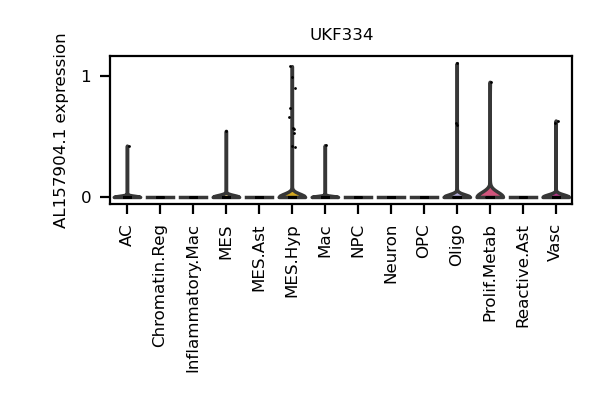 UKF334
AL157904.1 expression
1
0
AC
Chromatin.Reg
Inflammatory.Mac
MES
MES.Ast
MES.Hyp
Mac
NPC
Neuron
OPC
Oligo
Prolif.Metab
Reactive.Ast
Vasc